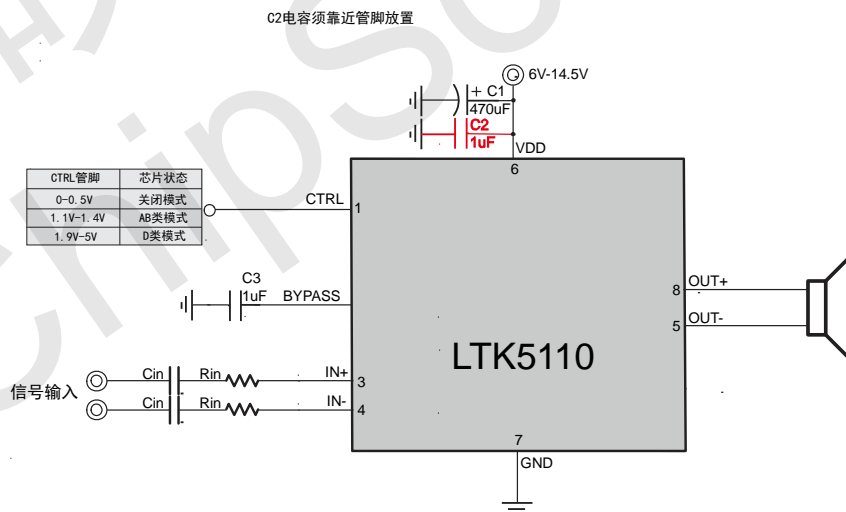 C2电容须靠近管脚放置
6V-14.5V
+ C1
470uF
C2
1uF
VDD
6
CTRL管脚 芯片状态
0-0.5V 关闭模式
1.1V-1.4V AB类模式
1.9V-5V D类模式
CTRL
1
C3
1uF
BYPASS
OUT+
8
OUT-
5
LTK5110
信号输入
Cin Rin IN+ 3
Cin Rin IN- 4
7
GND
ChipSo